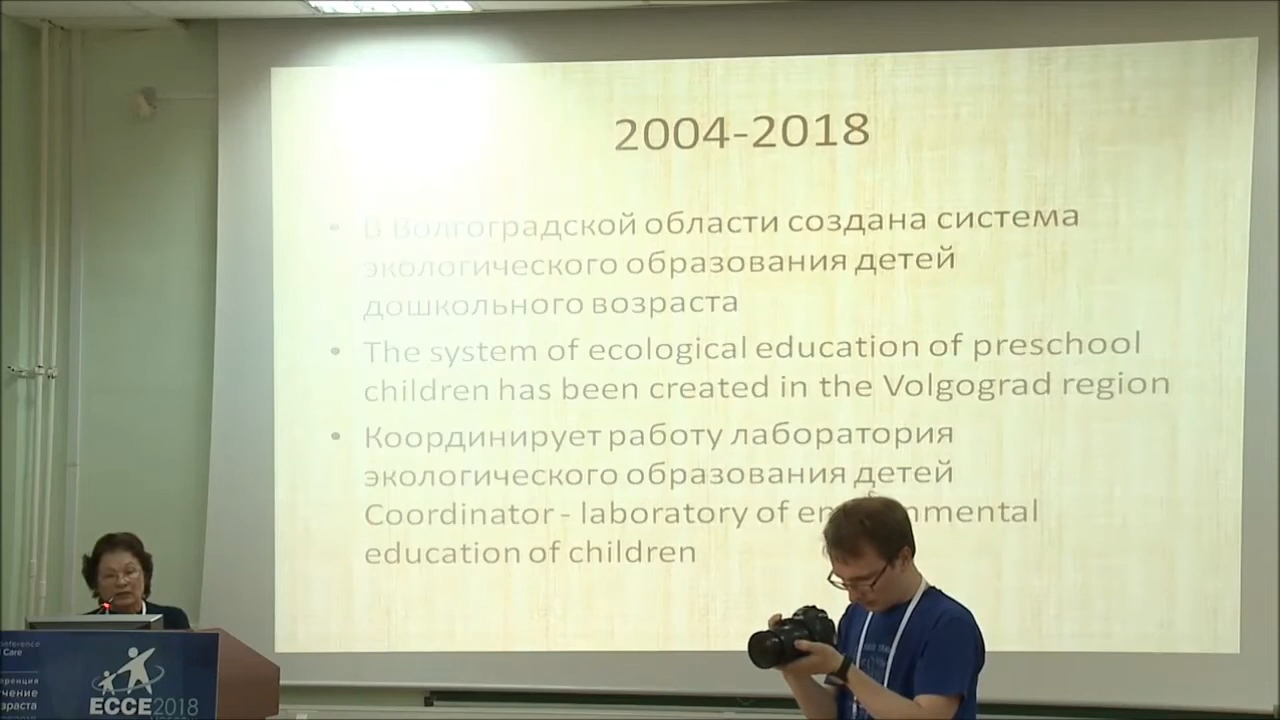 2004-2018
• В Волгоградской области создана система
экологического образования детей
дошкольного возраста
• The system of ecological education of preschool
children has been created in the Volgograd region
• Координирует работу лаборатория
экологического образования детей
Coordinator - laboratory of environmental
education of children
Care
ECCE2018